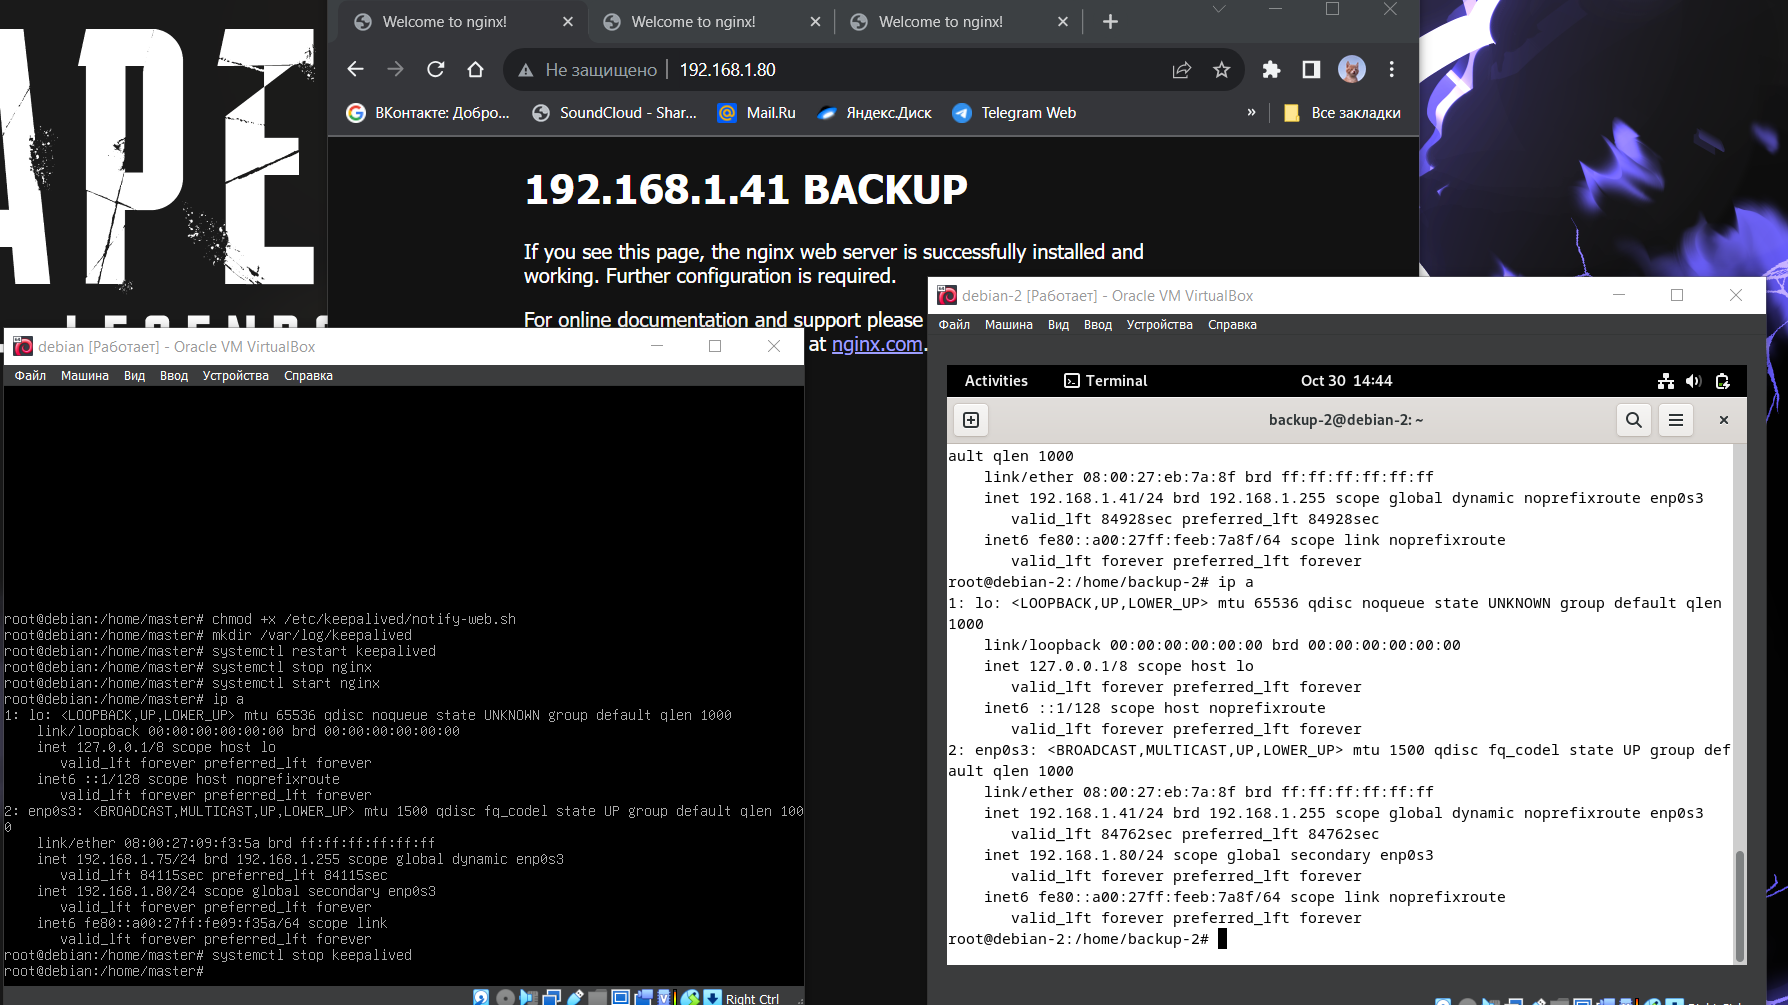 Welcome to nginx!
Welcome to nginx!
Welcome to nginx!
Не защищено
192.168.1.80
ВКонтакте: Добро...
SoundCloud - Shar...
Mail.Ru
Яндекс.Диск
Telegram Web
»
Все закладки
192.168.1.41 BACKUP
If you see this page, the nginx web server is successfully installed and
working. Further configuration is required.
For online documentation and support please
at nginx.com.
APE
LEGENDS
debian [Работает] - Oracle VM VirtualBox
Файл Машина Вид Ввод Устройства Справка
root@debian:/home/master# chmod +x /etc/keepalived/notify-web.sh
root@debian:/home/master# mkdir /var/log/keepalived
root@debian:/home/master# systemctl restart keepalived
root@debian:/home/master# systemctl stop nginx
root@debian:/home/master# systemctl start nginx
root@debian:/home/master# ip a
1: lo: <LOOPBACK,UP,LOWER_UP> mtu 65536 qdisc noqueue state UNKNOWN group default qlen 1000
link/loopback 00:00:00:00:00:00 brd 00:00:00:00:00:00
inet 127.0.0.1/8 scope host lo
valid_lft forever preferred_lft forever
inet6 ::1/128 scope host noprefixroute
valid_lft forever preferred_lft forever
2: enp0s3: <BROADCAST,MULTICAST,UP,LOWER_UP> mtu 1500 qdisc fq_codel state UP group default qlen 100
0
link/ether 08:00:27:09:f3:5a brd ff:ff:ff:ff:ff:ff
inet 192.168.1.75/24 brd 192.168.1.255 scope global dynamic enp0s3
valid_lft 84115sec preferred_lft 84115sec
inet 192.168.1.80/24 scope global secondary enp0s3
valid_lft forever preferred_lft forever
inet6 fe80::a00:27ff:fe09:f35a/64 scope link
valid_lft forever preferred_lft forever
root@debian:/home/master# systemctl stop keepalived
root@debian:/home/master#
Right Ctrl
debian-2 [Работает] - Oracle VM VirtualBox
Файл Машина Вид Ввод Устройства Справка
Activities Terminal Oct 30 14:44
backup-2@debian-2: ~
ault qlen 1000
link/ether 08:00:27:eb:7a:8f brd ff:ff:ff:ff:ff:ff
inet 192.168.1.41/24 brd 192.168.1.255 scope global dynamic noprefixroute enp0s3
valid_lft 84928sec preferred_lft 84928sec
inet6 fe80::a00:27ff:feeb:7a8f/64 scope link noprefixroute
valid_lft forever preferred_lft forever
root@debian-2:/home/backup-2# ip a
1: lo: <LOOPBACK,UP,LOWER_UP> mtu 65536 qdisc noqueue state UNKNOWN group default qlen
1000
link/loopback 00:00:00:00:00:00 brd 00:00:00:00:00:00
inet 127.0.0.1/8 scope host lo
valid_lft forever preferred_lft forever
inet6 ::1/128 scope host noprefixroute
valid_lft forever preferred_lft forever
2: enp0s3: <BROADCAST,MULTICAST,UP,LOWER_UP> mtu 1500 qdisc fq_codel state UP group def
ault qlen 1000
link/ether 08:00:27:eb:7a:8f brd ff:ff:ff:ff:ff:ff
inet 192.168.1.41/24 brd 192.168.1.255 scope global dynamic noprefixroute enp0s3
valid_lft 84762sec preferred_lft 84762sec
inet 192.168.1.80/24 scope global secondary enp0s3
valid_lft forever preferred_lft forever
inet6 fe80::a00:27ff:feeb:7a8f/64 scope link noprefixroute
valid_lft forever preferred_lft forever
root@debian-2:/home/backup-2#